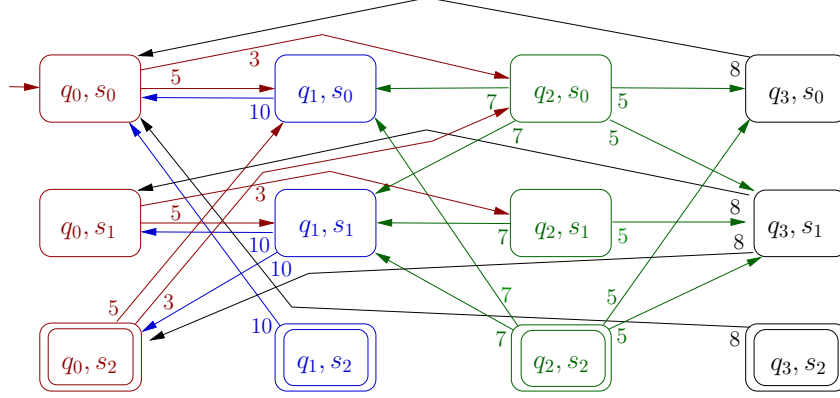 3 8
q₀, s₀ 5 q₁, s₀ q₂, s₀ 5 q₃, s₀
10 7
7 5
3
q₀, s₁ 5 q₁, s₁ q₂, s₁ 5 q₃, s₁ 8
10 7 8
10
5 3 7 5
q₀, s₂ 10 q₁, s₂ 7 q₂, s₂ 5 8 q₃, s₂